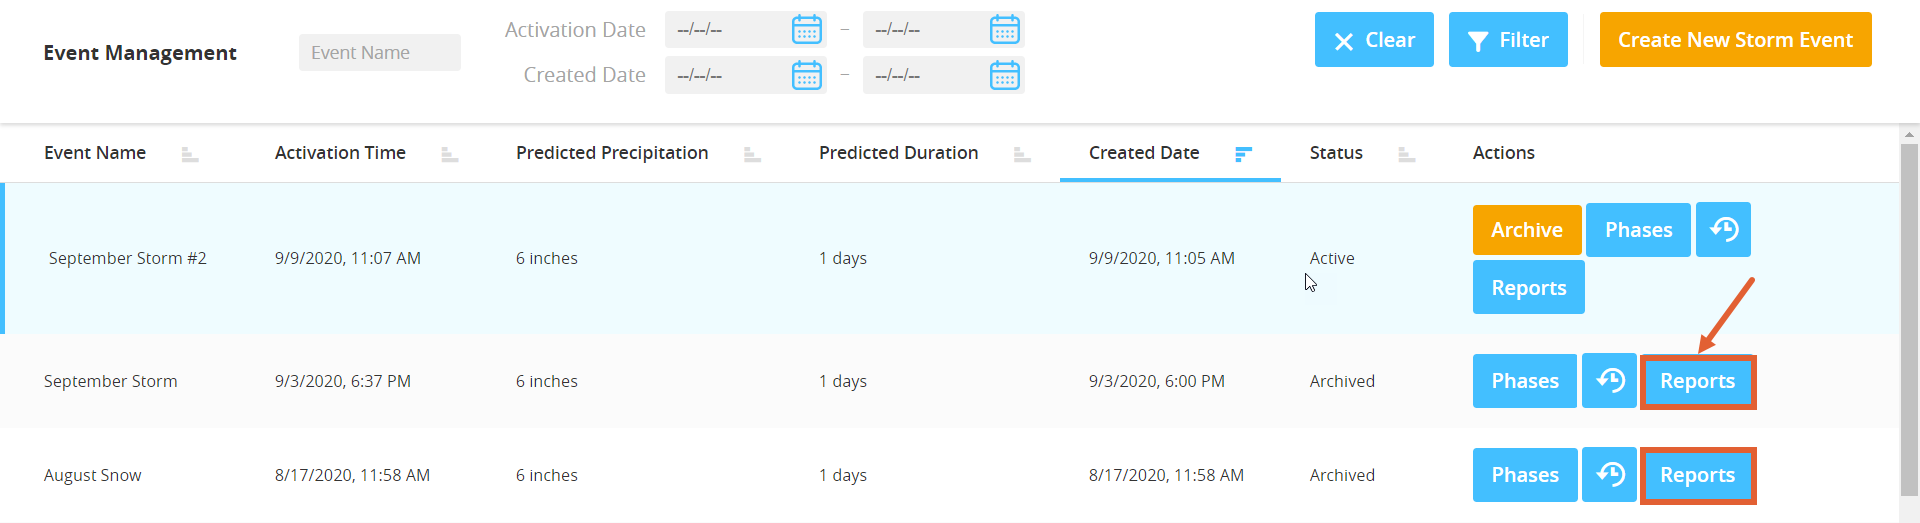 Event Management
Event Name
Activation Date --/--/-- – --/--/--
Created Date --/--/-- – --/--/--
Clear
Filter
Create New Storm Event
Event Name Activation Time Predicted Precipitation Predicted Duration Created Date Status Actions
September Storm #2 9/9/2020, 11:07 AM 6 inches 1 days 9/9/2020, 11:05 AM Active Archive Phases
Reports
September Storm 9/3/2020, 6:37 PM 6 inches 1 days 9/3/2020, 6:00 PM Archived Phases Reports
August Snow 8/17/2020, 11:58 AM 6 inches 1 days 8/17/2020, 11:58 AM Archived Phases Reports